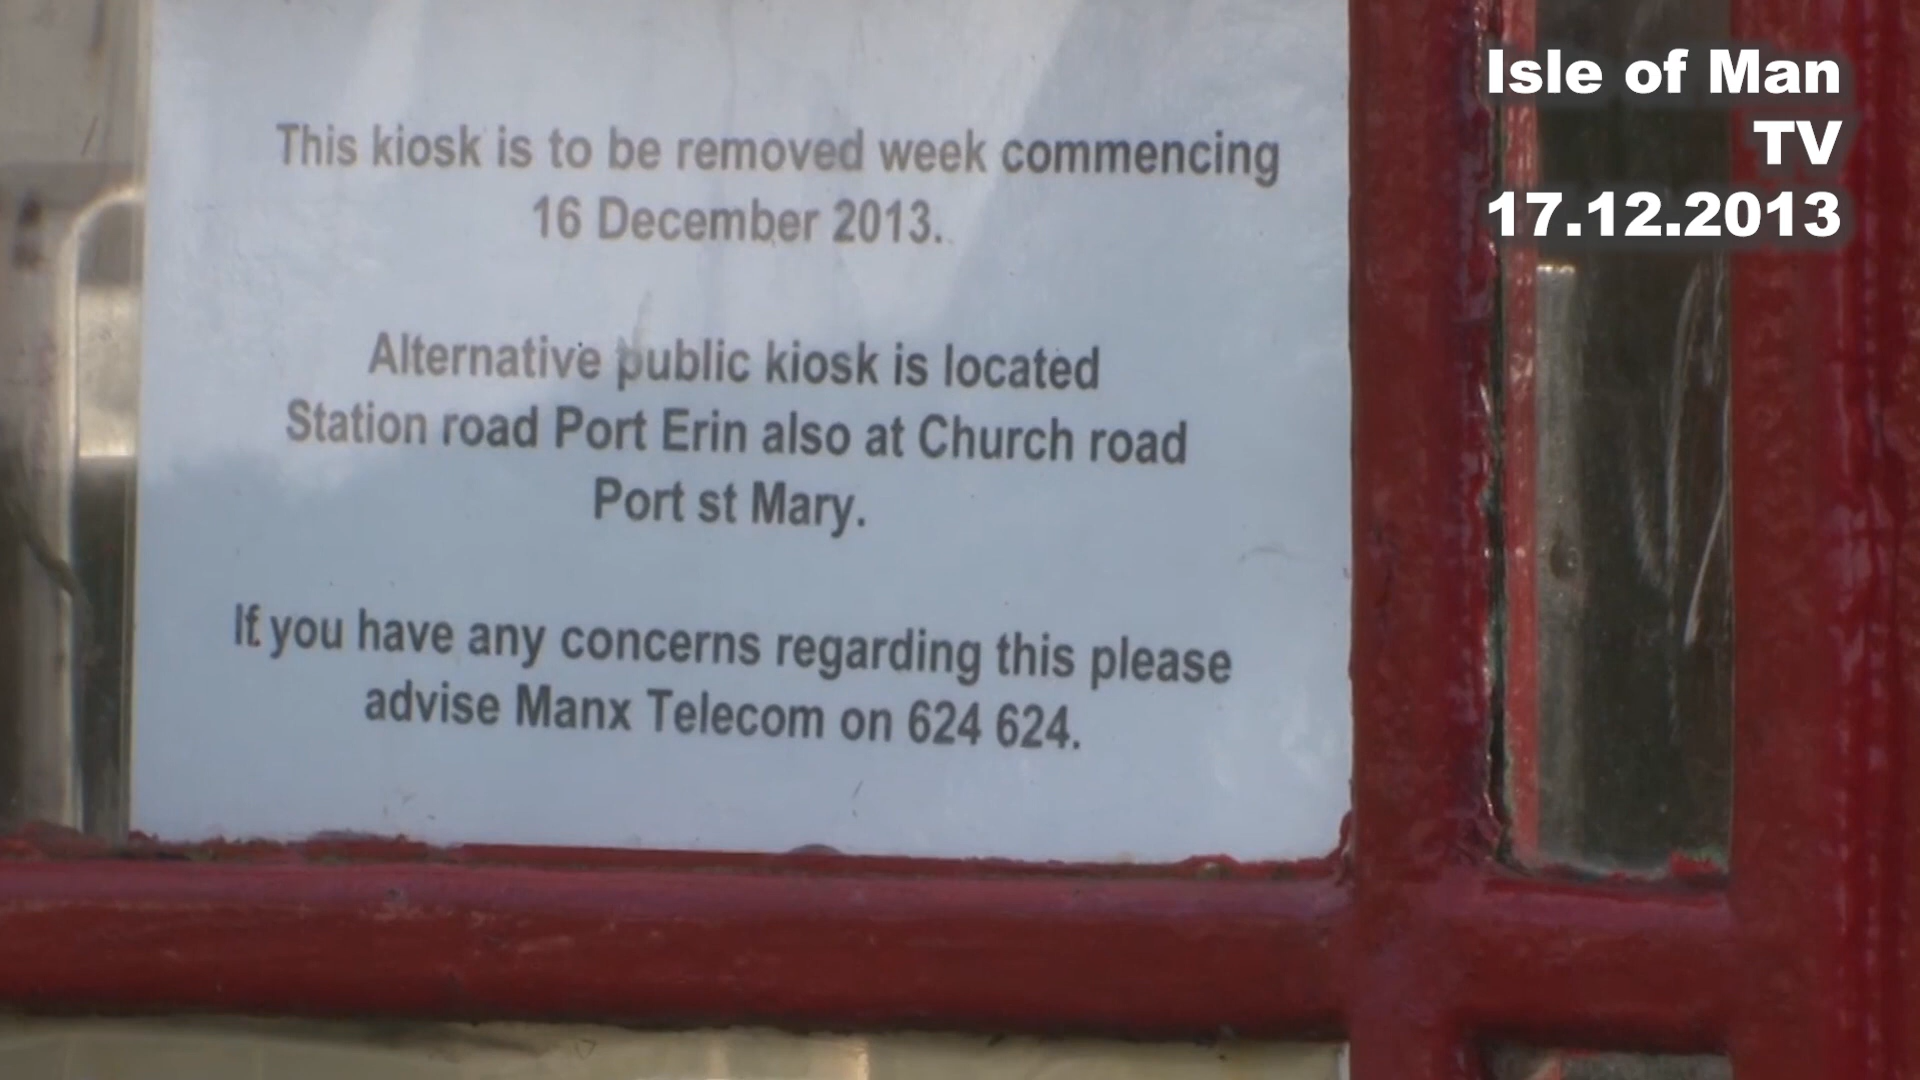 This kiosk is to be removed week commencing
16 December 2013.
Alternative public kiosk is located
Station road Port Erin also at Church road
Port st Mary.
If you have any concerns regarding this please
advise Manx Telecom on 624 624.
Isle of Man
TV
17.12.2013